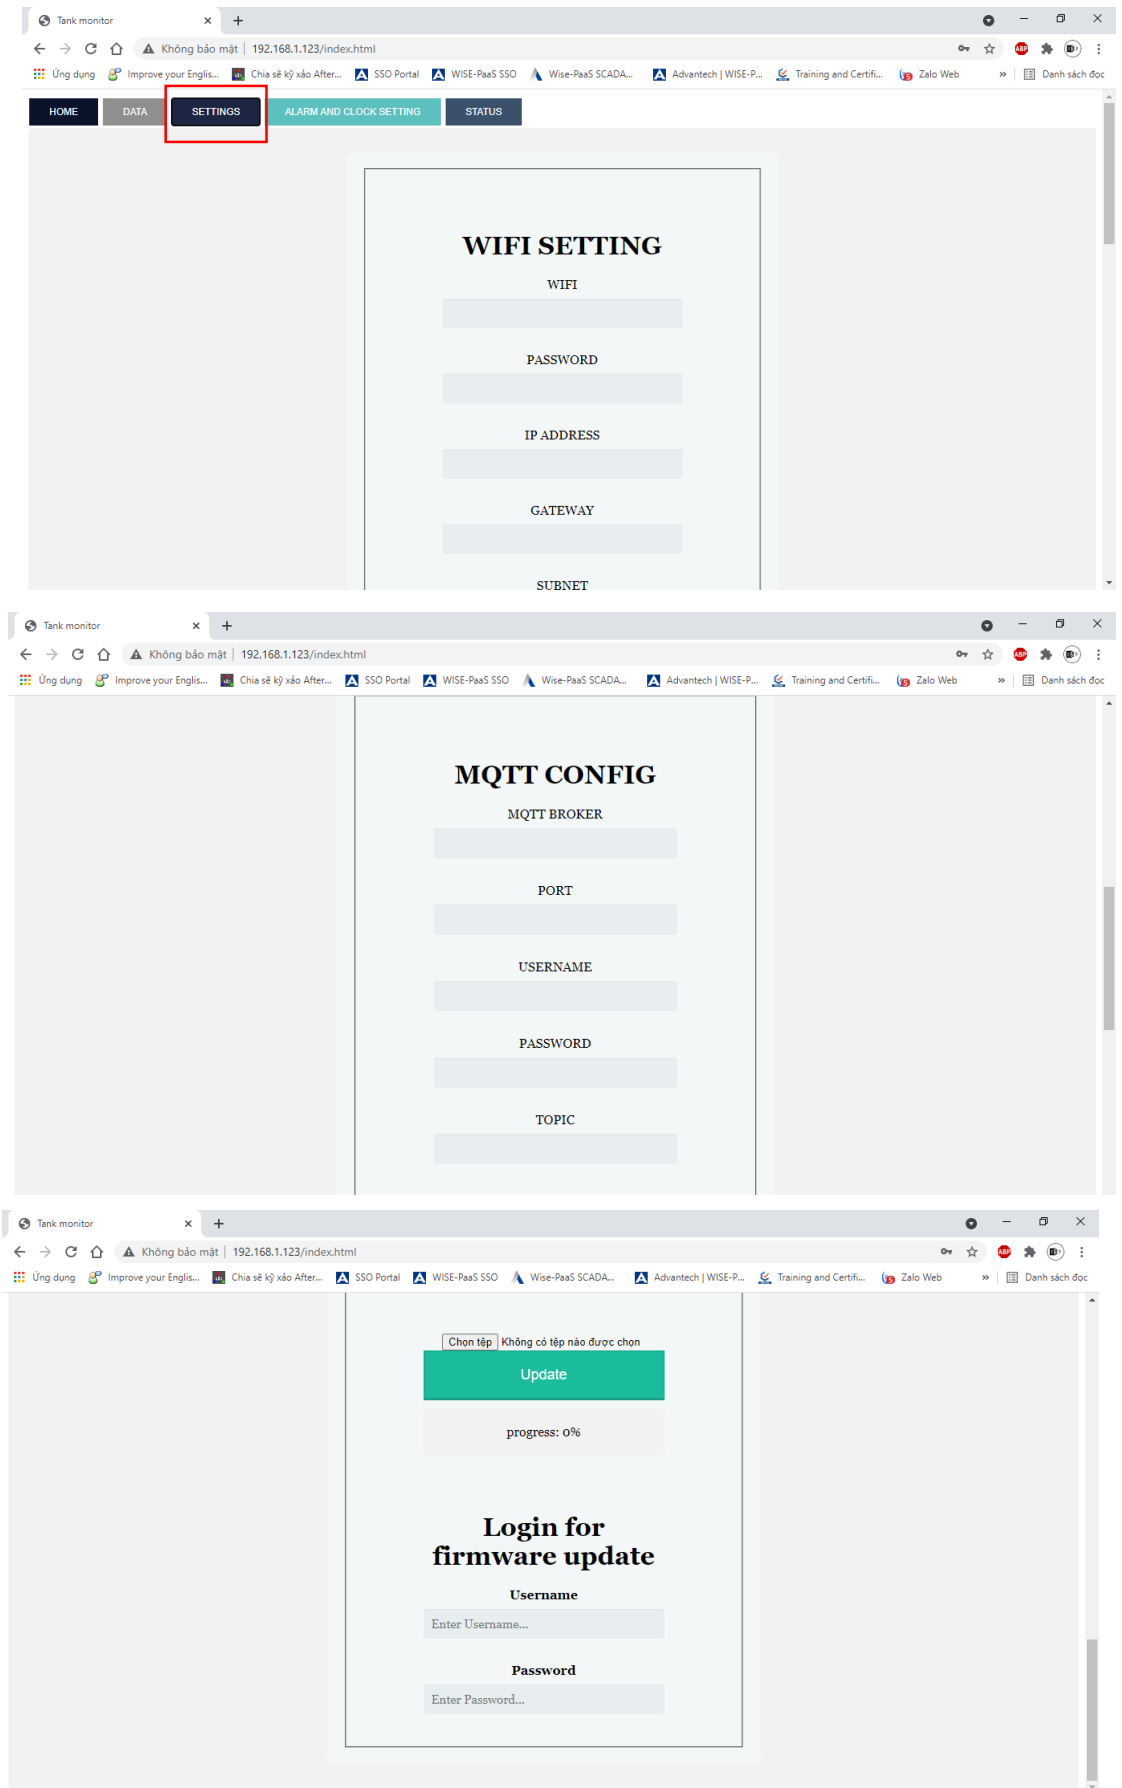 Tank monitor
Không bảo mật | 192.168.1.123/index.html
ABP
Ứng dụng Improve your Englis... Chia sẽ kỹ xảo After... SSO Portal WISE-PaaS SSO Wise-PaaS SCADA... Advantech | WISE-P... Training and Certifi... Zalo Web » Danh sách đọc
HOME DATA SETTINGS ALARM AND CLOCK SETTING STATUS
WIFI SETTING
WIFI
PASSWORD
IP ADDRESS
GATEWAY
SUBNET
Tank monitor
Không bảo mật | 192.168.1.123/index.html
ABP
Ứng dụng Improve your Englis... Chia sẽ kỹ xảo After... SSO Portal WISE-PaaS SSO Wise-PaaS SCADA... Advantech | WISE-P... Training and Certifi... Zalo Web » Danh sách đọc
MQTT CONFIG
MQTT BROKER
PORT
USERNAME
PASSWORD
TOPIC
Tank monitor
Không bảo mật | 192.168.1.123/index.html
ABP
Ứng dụng Improve your Englis... Chia sẽ kỹ xảo After... SSO Portal WISE-PaaS SSO Wise-PaaS SCADA... Advantech | WISE-P... Training and Certifi... Zalo Web » Danh sách đọc
Chọn tệp Không có tệp nào được chọn
Update
progress: 0%
Login for
firmware update
Username
Enter Username...
Password
Enter Password...